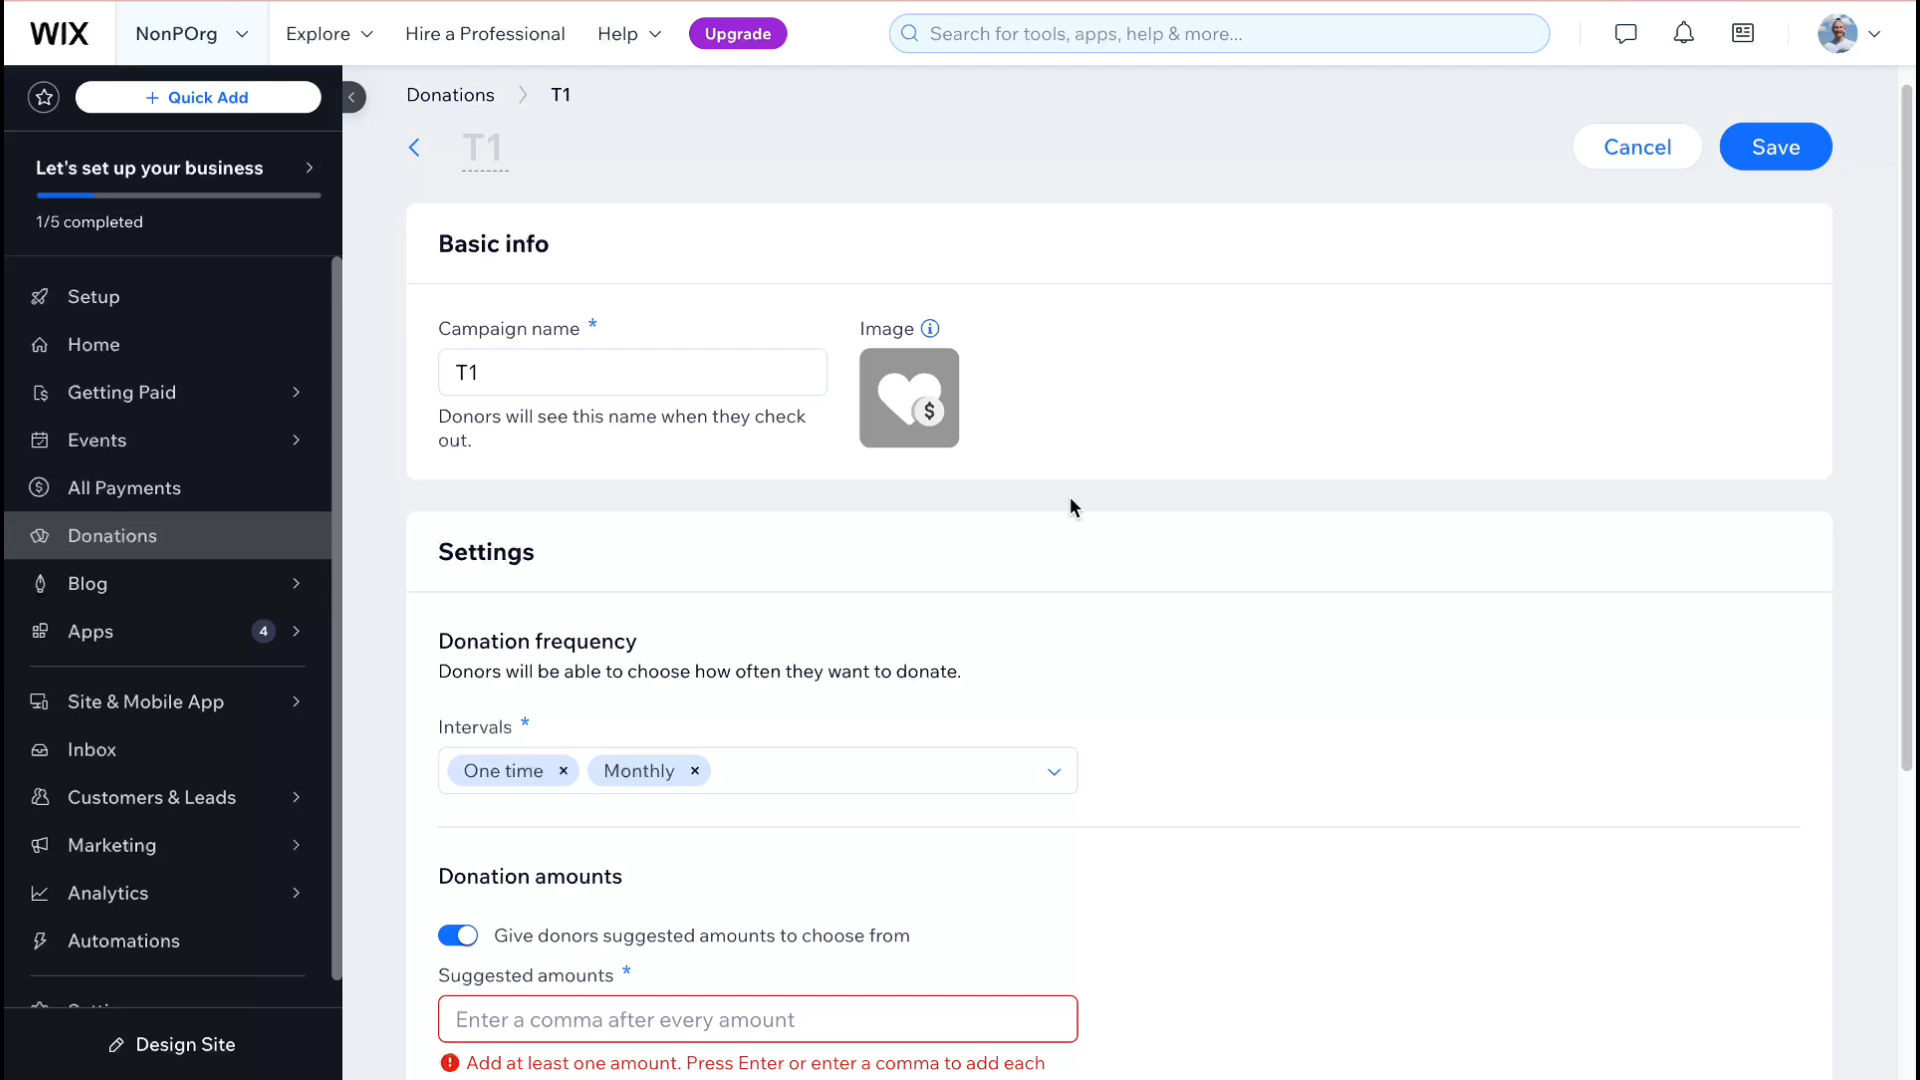 WIX
NonPOrg
Explore
Hire a Professional
Help
Upgrade
Search for tools, apps, help & more...
+ Quick Add
Let's set up your business
1/5 completed
Setup
Home
Getting Paid
Events
All Payments
Donations
Blog
Apps
4
Site & Mobile App
Inbox
Customers & Leads
Marketing
Analytics
Automations
Design Site
Donations > T1
T1
Cancel
Save
Basic info
Campaign name *
T1
Donors will see this name when they check
out.
Image
$
Settings
Donation frequency
Donors will be able to choose how often they want to donate.
Intervals *
One time ×
Monthly ×
Donation amounts
Give donors suggested amounts to choose from
Suggested amounts *
Enter a comma after every amount
Add at least one amount. Press Enter or enter a comma to add each